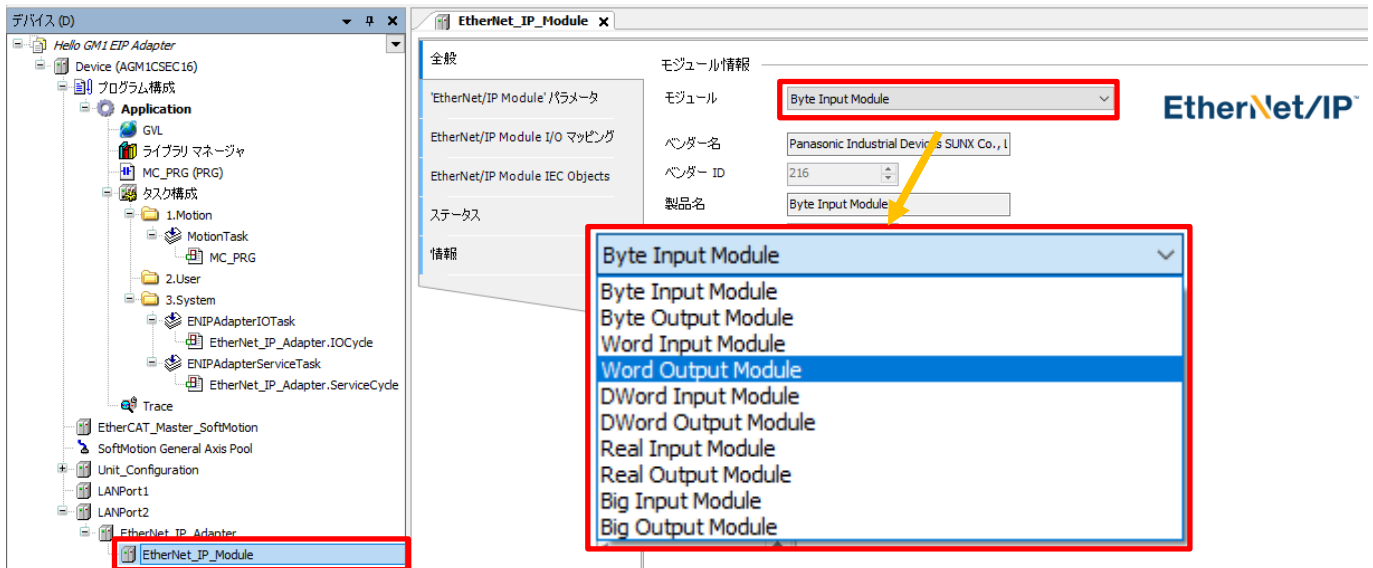 デバイス (D)
Hello GM1 EIP Adapter
Device (AGM1CSEC16)
プログラム構成
Application
GVL
ライブラリ マネージャ
MC_PRG (PRG)
タスク構成
1.Motion
MotionTask
MC_PRG
2.User
3.System
ENIPAdapterIOTask
EtherNet_IP_Adapter.IOCycle
ENIPAdapterServiceTask
EtherNet_IP_Adapter.ServiceCycle
Trace
EtherCAT_Master_SoftMotion
SoftMotion General Axis Pool
Unit_Configuration
LANPort1
LANPort2
EtherNet_IP_Adapter
EtherNet_IP_Module
EtherNet_IP_Module
全般
'EtherNet/IP Module' パラメータ
EtherNet/IP Module I/O マッピング
EtherNet/IP Module IEC Objects
ステータス
情報
モジュール情報
モジュール Byte Input Module
EtherNet/IP™
ベンダー名 Panasonic Industrial Devices SUNX Co., L
ベンダー ID 216
製品名 Byte Input Module
Byte Input Module
Byte Input Module
Byte Output Module
Word Input Module
Word Output Module
DWord Input Module
DWord Output Module
Real Input Module
Real Output Module
Big Input Module
Big Output Module